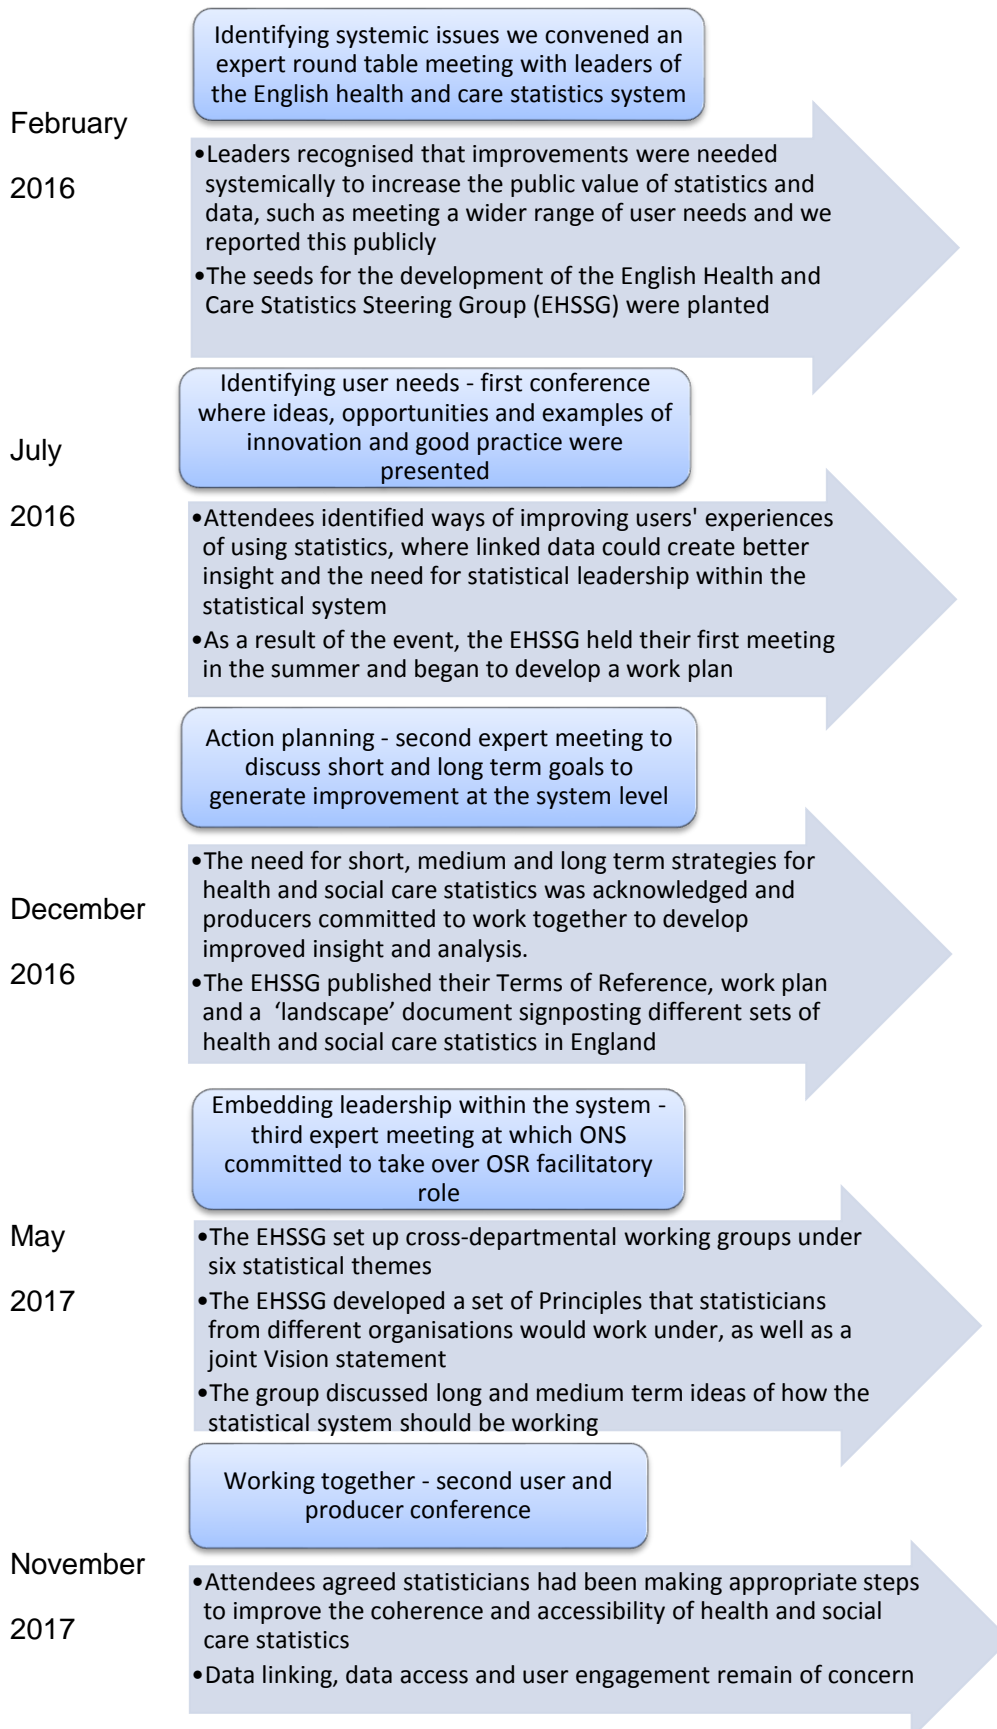 Identifying systemic issues we convened an
expert round table meeting with leaders of
the English health and care statistics system
February
2016
•Leaders recognised that improvements were needed
systemically to increase the public value of statistics and
data, such as meeting a wider range of user needs and we
reported this publicly
•The seeds for the development of the English Health and
Care Statistics Steering Group (EHSSG) were planted
Identifying user needs - first conference
where ideas, opportunities and examples of
innovation and good practice were
presented
July
2016
•Attendees identified ways of improving users' experiences
of using statistics, where linked data could create better
insight and the need for statistical leadership within the
statistical system
•As a result of the event, the EHSSG held their first meeting
in the summer and began to develop a work plan
Action planning - second expert meeting to
discuss short and long term goals to
generate improvement at the system level
December
2016
•The need for short, medium and long term strategies for
health and social care statistics was acknowledged and
producers committed to work together to develop
improved insight and analysis.
•The EHSSG published their Terms of Reference, work plan
and a ‘landscape’ document signposting different sets of
health and social care statistics in England
Embedding leadership within the system -
third expert meeting at which ONS
committed to take over OSR facilitatory
role
May
2017
•The EHSSG set up cross-departmental working groups under
six statistical themes
•The EHSSG developed a set of Principles that statisticians
from different organisations would work under, as well as a
joint Vision statement
•The group discussed long and medium term ideas of how the
statistical system should be working
Working together - second user and
producer conference
November
2017
•Attendees agreed statisticians had been making appropriate steps
to improve the coherence and accessibility of health and social
care statistics
•Data linking, data access and user engagement remain of concern